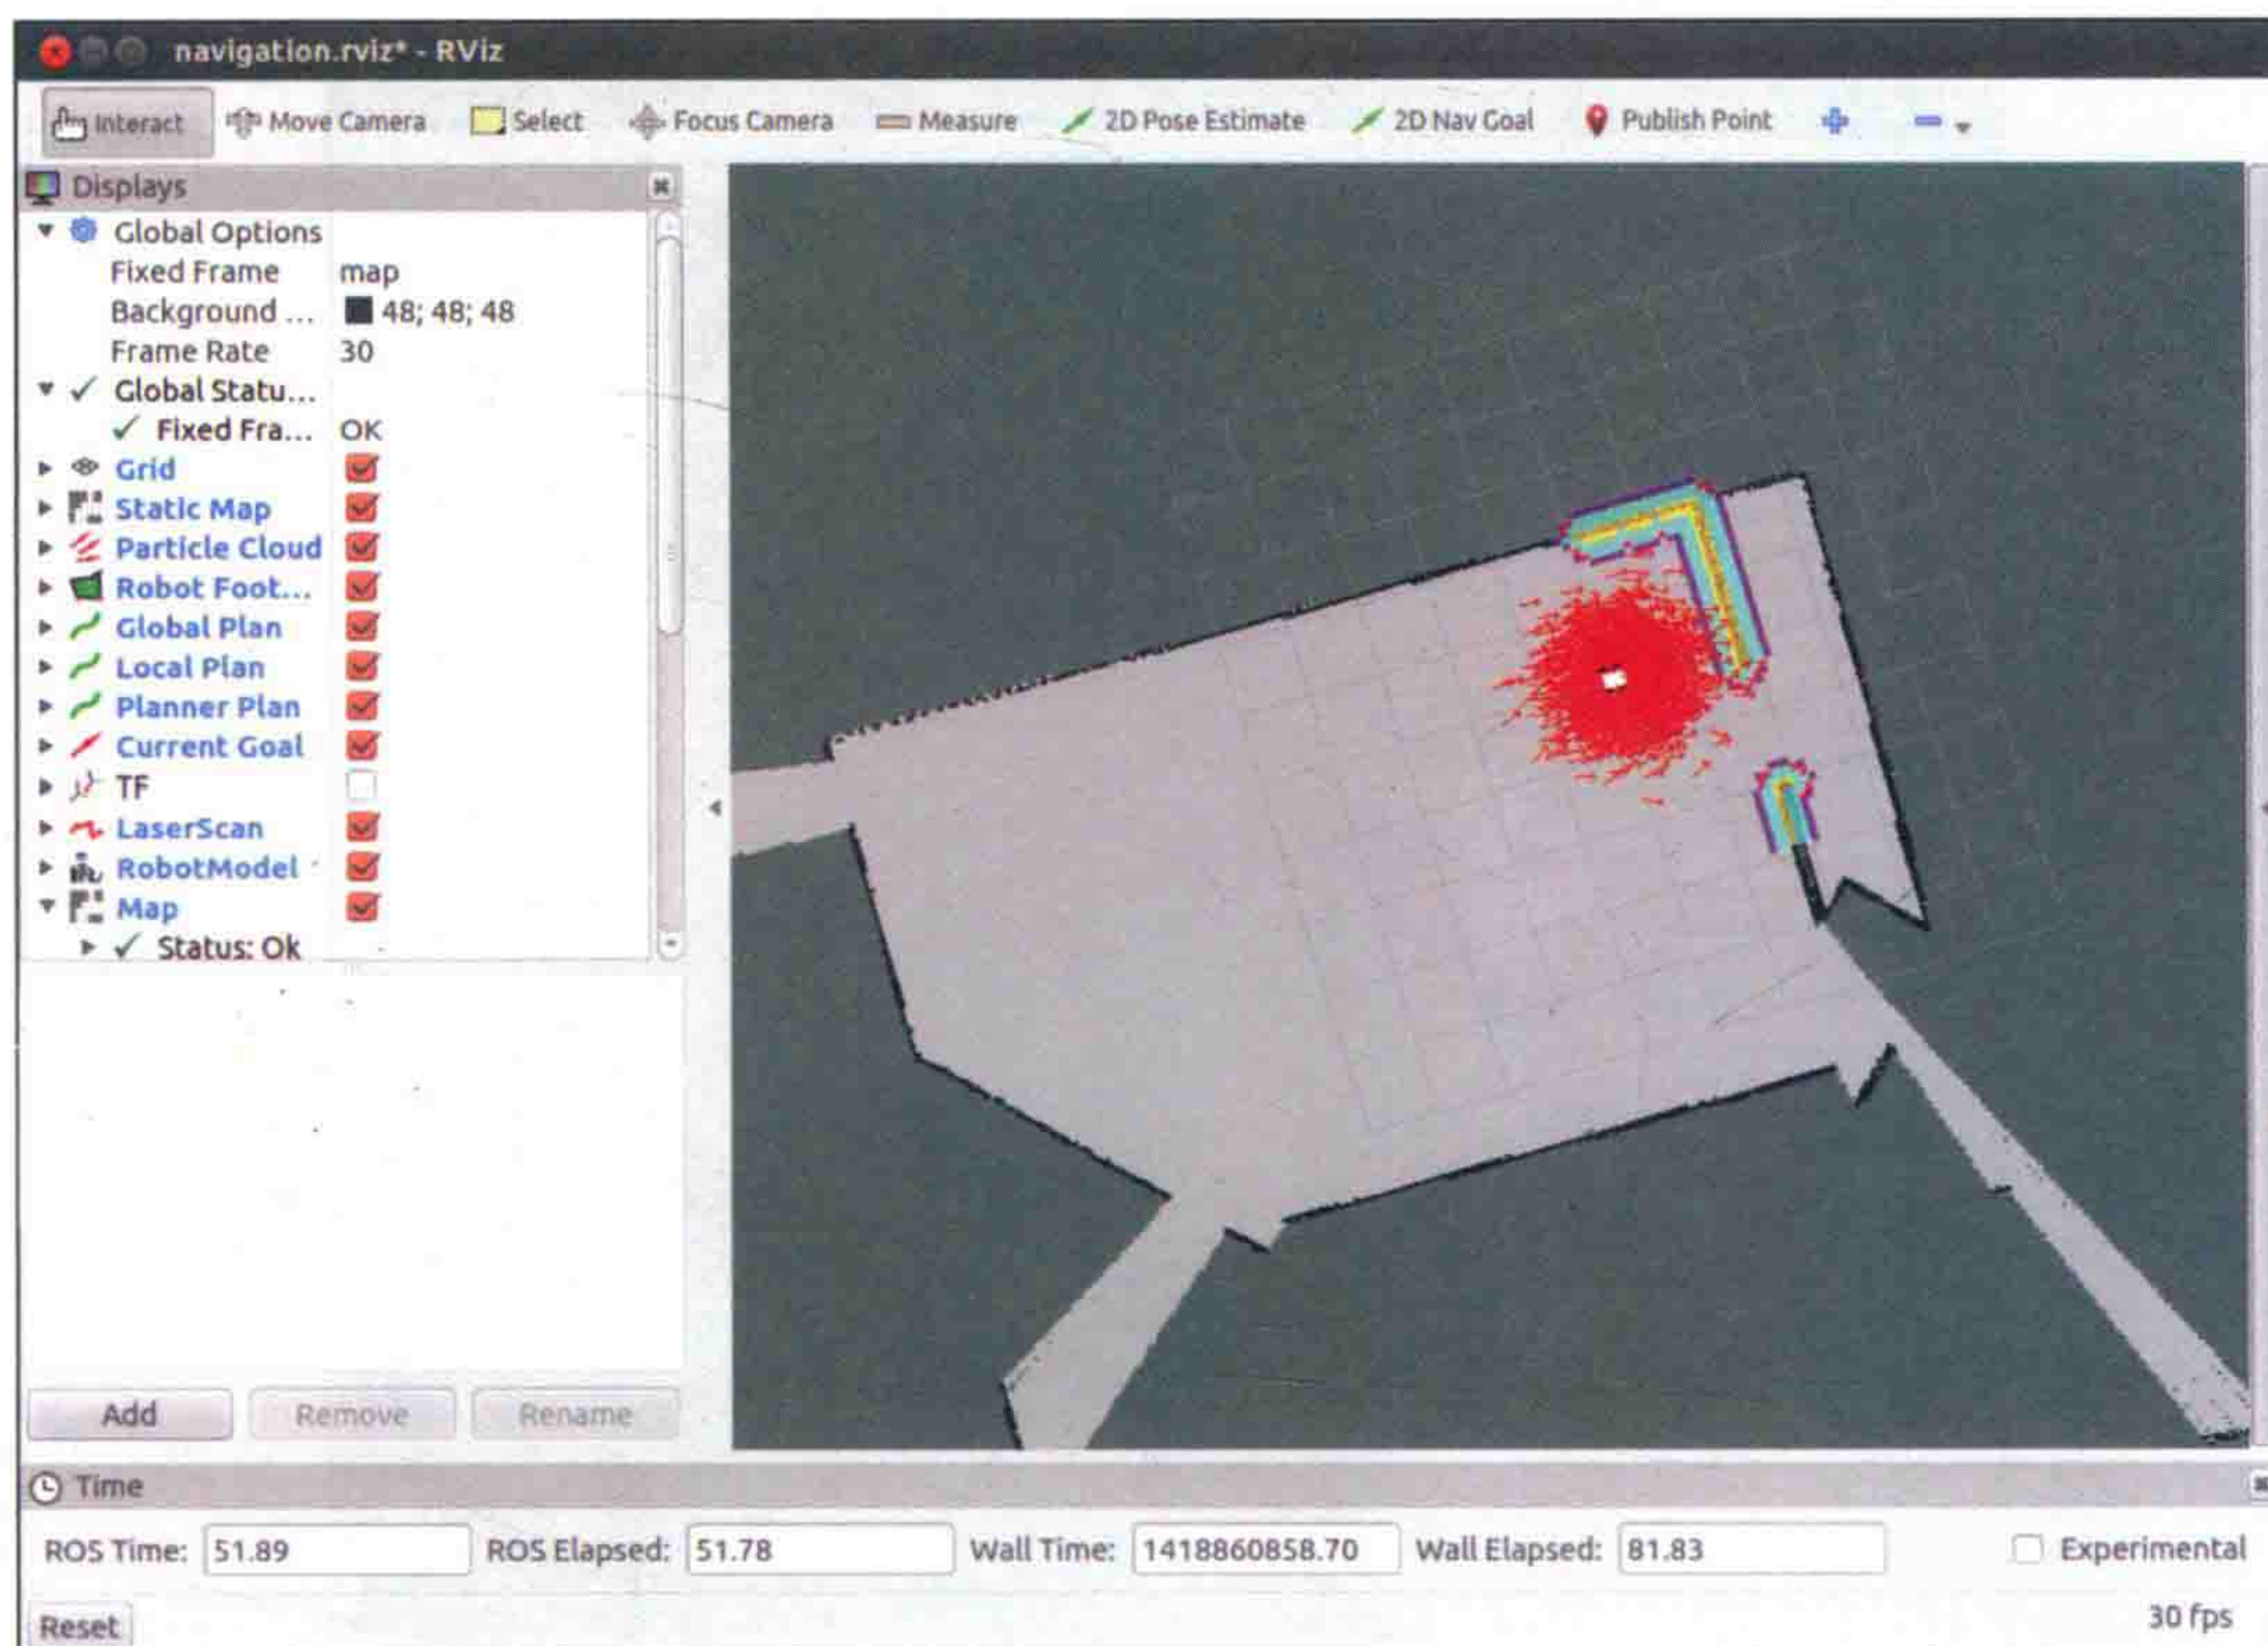 navigation.rviz* - RViz
Interact Move Camera Select Focus Camera Measure 2D Pose Estimate 2D Nav Goal Publish Point
Displays
Global Options
Fixed Frame map
Background ... 48; 48; 48
Frame Rate 30
Global Statu...
Fixed Fra... OK
Grid
Static Map
Particle Cloud
Robot Foot...
Global Plan
Local Plan
Planner Plan
Current Goal
TF
LaserScan
RobotModel
Map
Status: Ok
Add Remove Rename
Time
ROS Time: 51.89 ROS Elapsed: 51.78 Wall Time: 1418860858.70 Wall Elapsed: 81.83 Experimental
Reset 30 fps